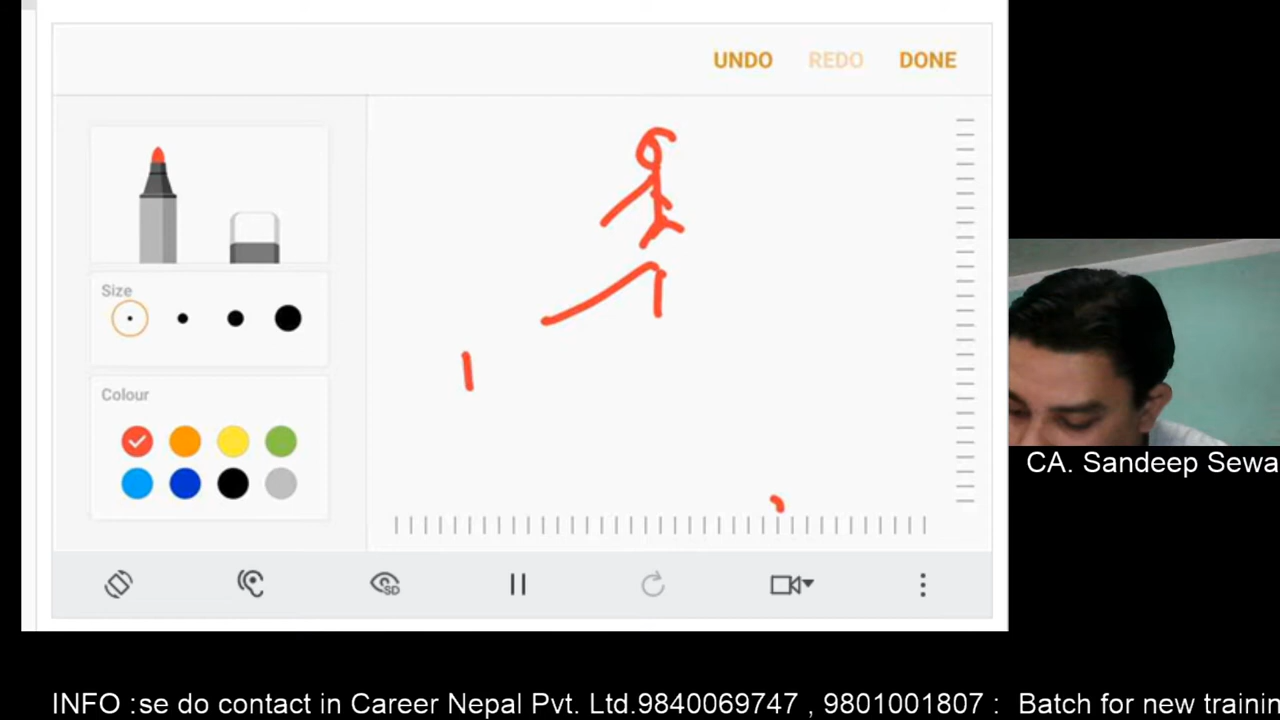 UNDO REDO DONE
Size
Colour
SD
CA. Sandeep Sewa
INFO :se do contact in Career Nepal Pvt. Ltd.9840069747 , 9801001807 : Batch for new trainin